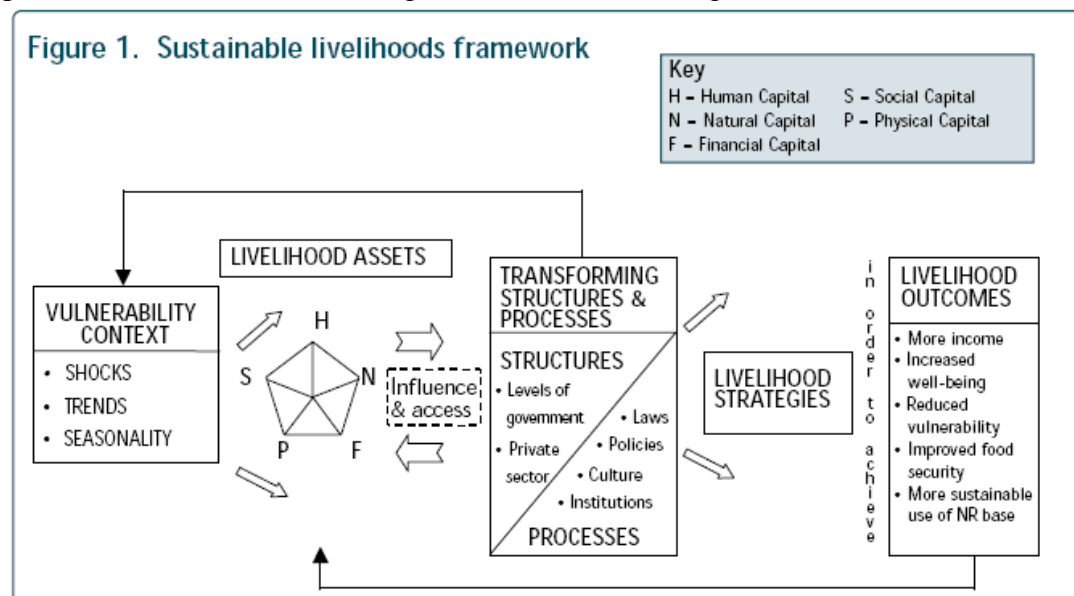 Figure 1. Sustainable livelihoods framework
Key
H – Human Capital S – Social Capital
N – Natural Capital P – Physical Capital
F – Financial Capital
LIVELIHOOD ASSETS
VULNERABILITY
CONTEXT
• SHOCKS
• TRENDS
• SEASONALITY
H
S
N
P
F
Influence
& access
TRANSFORMING
STRUCTURES &
PROCESSES
STRUCTURES
• Levels of
government
• Private
sector
• Laws
• Policies
• Culture
• Institutions
PROCESSES
LIVELIHOOD
STRATEGIES
in order to achieve
LIVELIHOOD
OUTCOMES
• More income
• Increased
well-being
• Reduced
vulnerability
• Improved food
security
• More sustainable
use of NR base